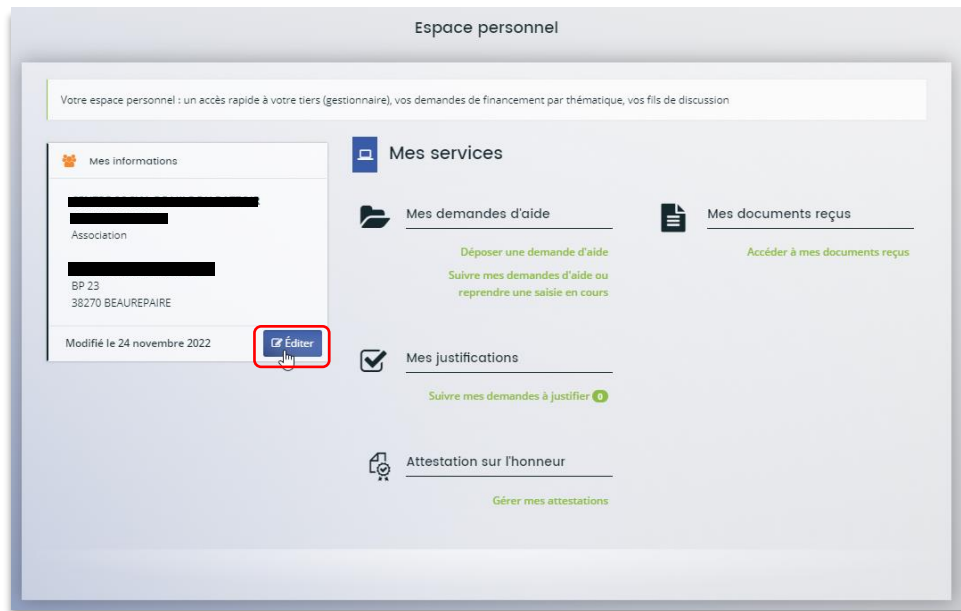 Espace personnel
Votre espace personnel : un accès rapide à votre tiers (gestionnaire), vos demandes de financement par thématique, vos fils de discussion
Mes informations
Association
BP 23
38270 BEAUREPAIRE
Modifié le 24 novembre 2022
Éditer
Mes services
Mes demandes d'aide
Déposer une demande d'aide
Suivre mes demandes d'aide ou
reprendre une saisie en cours
Mes documents reçus
Accéder à mes documents reçus
Mes justifications
Suivre mes demandes à justifier 0
Attestation sur l'honneur
Gérer mes attestations